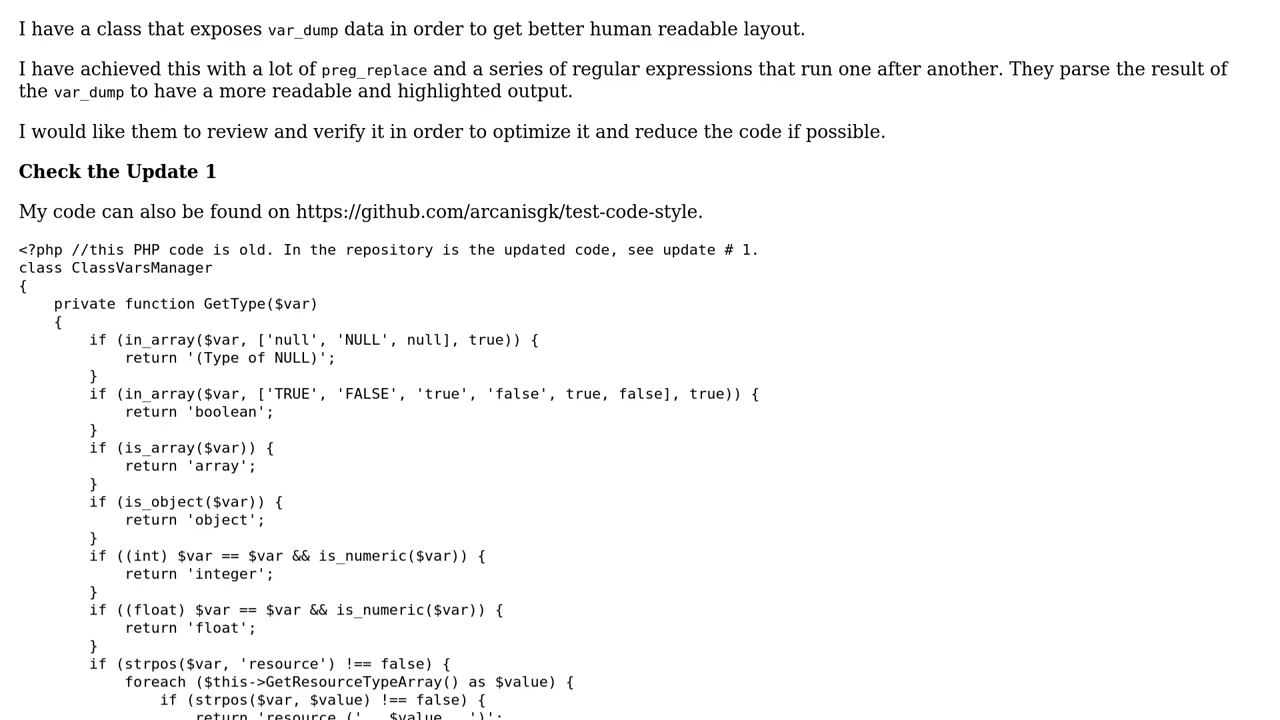 I have a class that exposes var_dump data in order to get better human readable layout.
I have achieved this with a lot of preg_replace and a series of regular expressions that run one after another. They parse the result of
the var_dump to have a more readable and highlighted output.
I would like them to review and verify it in order to optimize it and reduce the code if possible.
Check the Update 1
My code can also be found on https://github.com/arcanisgk/test-code-style.
<?php //this PHP code is old. In the repository is the updated code, see update # 1.
class ClassVarsManager
{
    private function GetType($var)
    {
        if (in_array($var, ['null', 'NULL', null], true)) {
            return '(Type of NULL)';
        }
        if (in_array($var, ['TRUE', 'FALSE', 'true', 'false', true, false], true)) {
            return 'boolean';
        }
        if (is_array($var)) {
            return 'array';
        }
        if (is_object($var)) {
            return 'object';
        }
        if ((int) $var == $var && is_numeric($var)) {
            return 'integer';
        }
        if ((float) $var == $var && is_numeric($var)) {
            return 'float';
        }
        if (strpos($var, 'resource') !== false) {
            foreach ($this->GetResourceTypeArray() as $value) {
                if (strpos($var, $value) !== false) {
                    return 'resource ('. $value . ')';